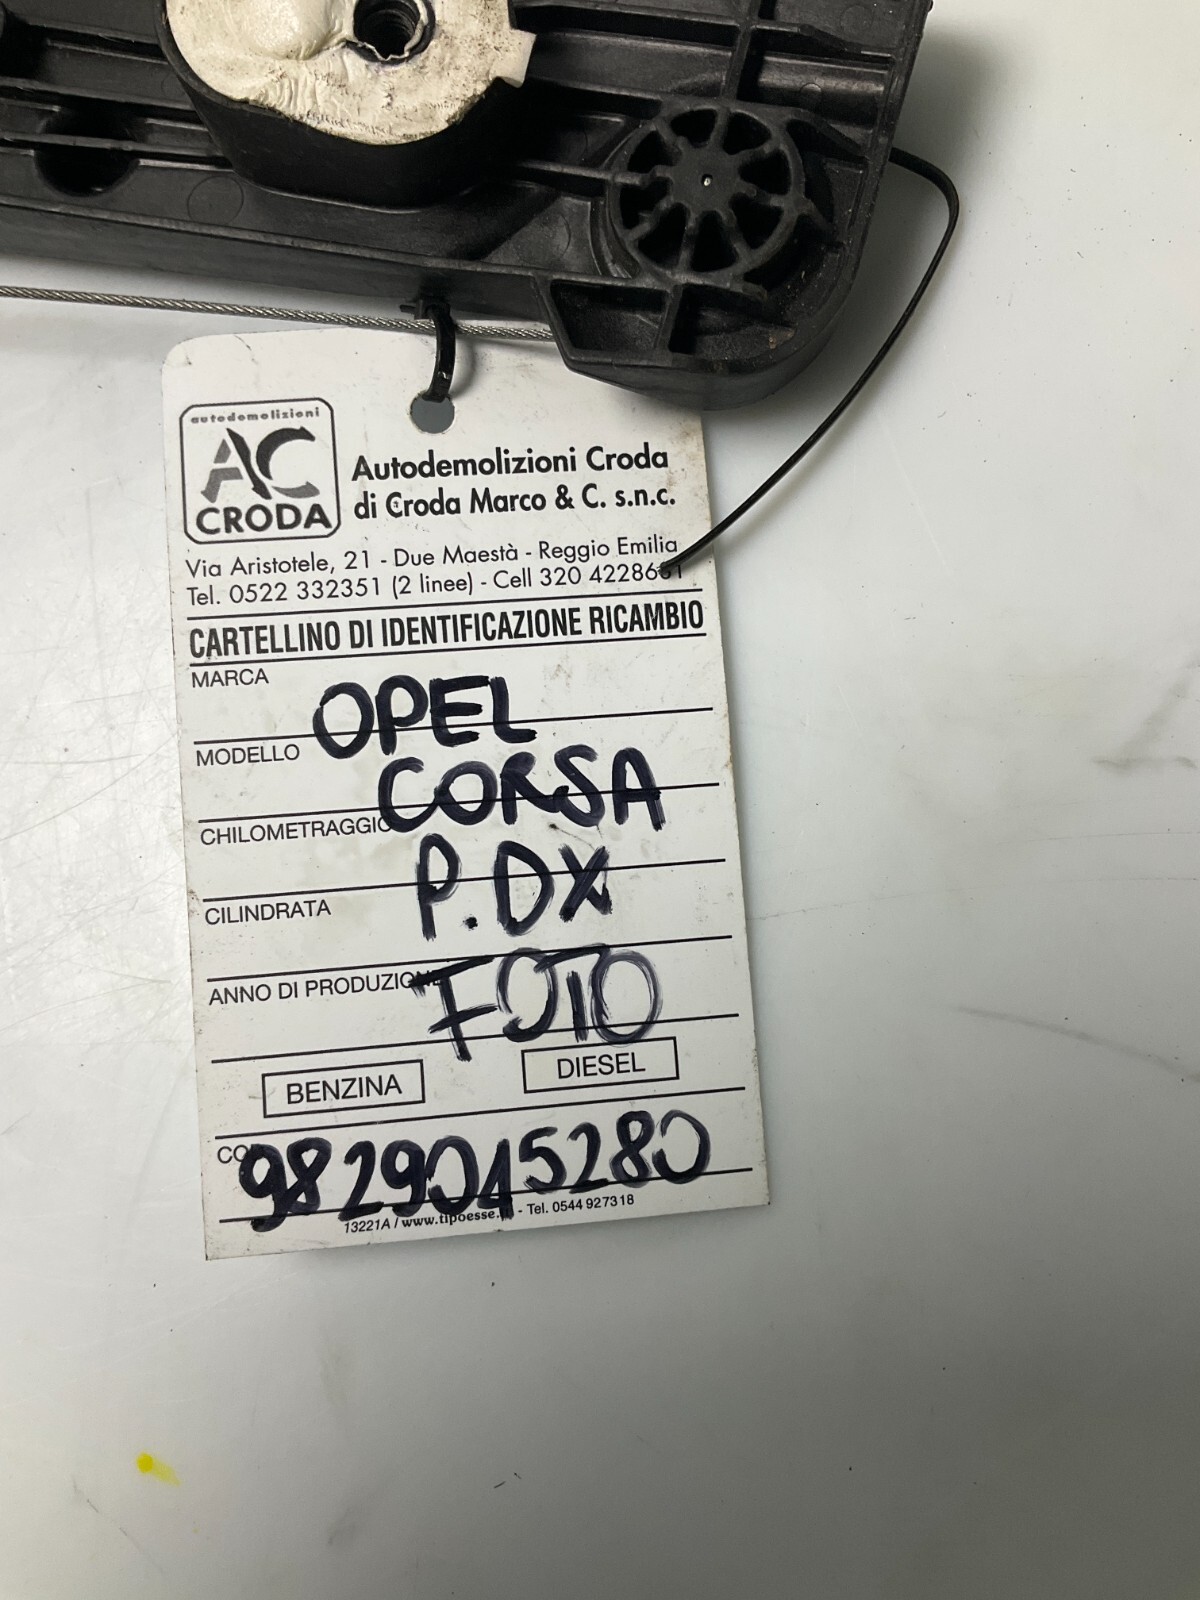 autodemolizioni
AC
CRODA
Autodemolizioni Croda
di Croda Marco & C. s.n.c.
Via Aristotele, 21 - Due Maestà - Reggio Emilia
Tel. 0522 332351 (2 linee) - Cell 320 4228661
CARTELLINO DI IDENTIFICAZIONE RICAMBIO
MARCA OPEL
MODELLO CORSA
CHILOMETRAGGIO P.DX
CILINDRATA
ANNO DI PRODUZIONE FOTO
BENZINA DIESEL
9829015280
13221A / www.tipoesse.it - Tel. 0544 927318